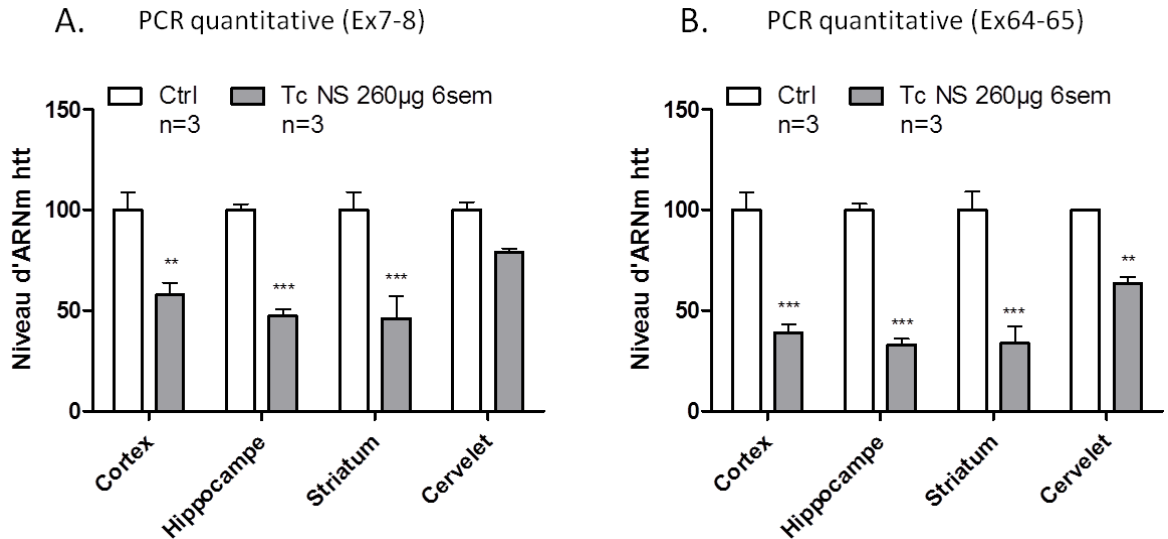 A. PCR quantitative (Ex7-8)
Ctrl
n=3
Tc NS 260µg 6sem
n=3
Niveau d'ARNm htt
150
100
50
0
**
***
***
Cortex
Hippocampe
Striatum
Cervelet
B. PCR quantitative (Ex64-65)
Ctrl
n=3
Tc NS 260µg 6sem
n=3
Niveau d'ARNm htt
150
100
50
0
***
***
***
**
Cortex
Hippocampe
Striatum
Cervelet